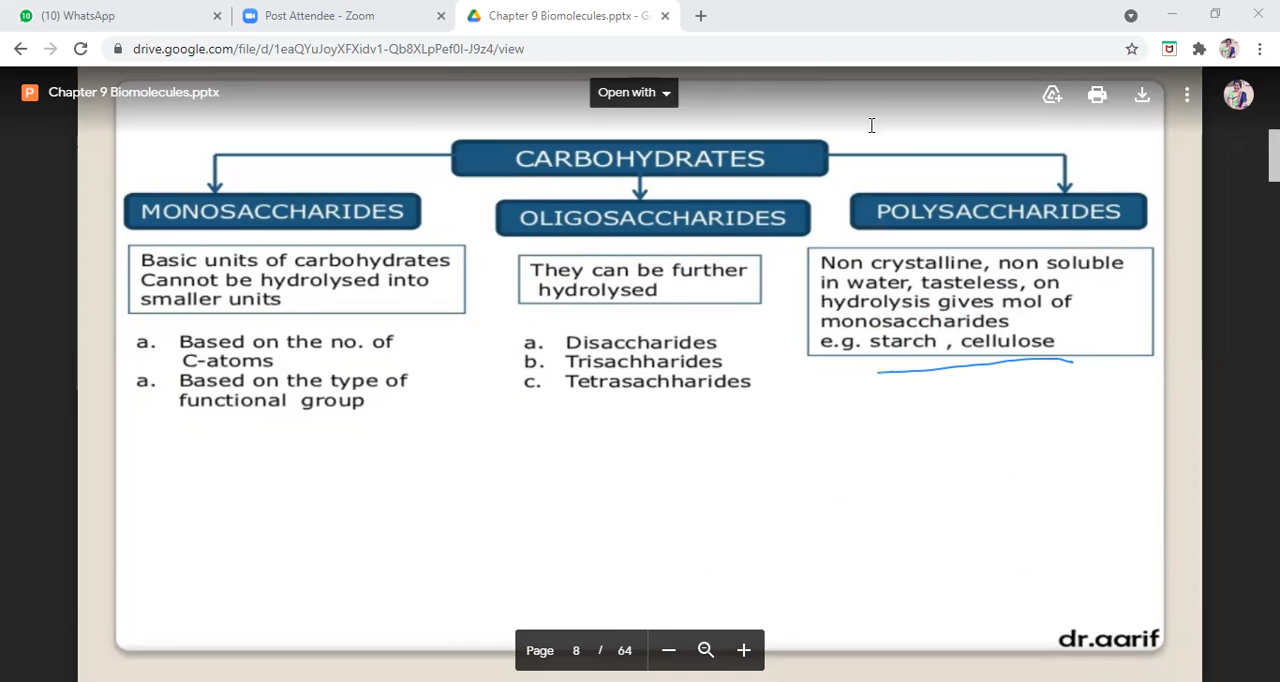 (10) WhatsApp
Post Attendee - Zoom
Chapter 9 Biomolecules.pptx - G
drive.google.com/file/d/1eaQYuJoyXFXidv1-Qb8XLpPef0I-J9z4/view
Chapter 9 Biomolecules.pptx
Open with
CARBOHYDRATES
MONOSACCHARIDES
Basic units of carbohydrates
Cannot be hydrolysed into
smaller units
a. Based on the no. of
C-atoms
a. Based on the type of
functional group
OLIGOSACCHARIDES
They can be further
hydrolysed
a. Disaccharides
b. Trisachharides
c. Tetrasachharides
POLYSACCHARIDES
Non crystalline, non soluble
in water, tasteless, on
hydrolysis gives mol of
monosaccharides
e.g. starch , cellulose
dr.aarif
Page 8 / 64